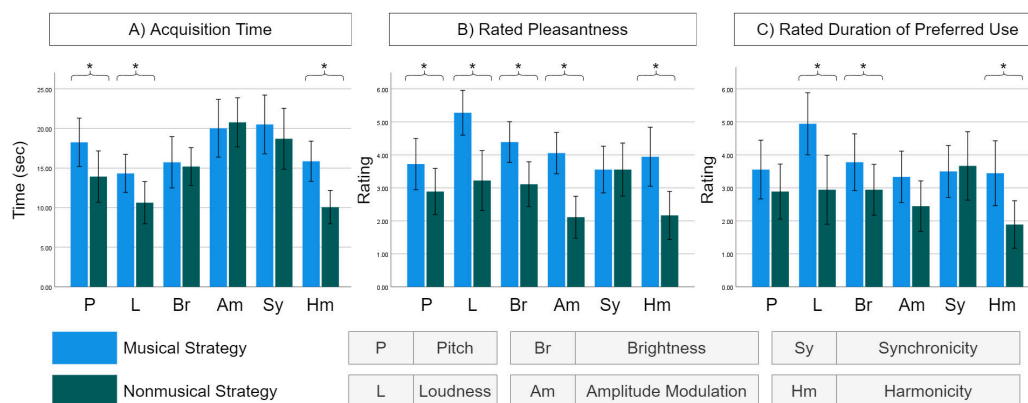 A) Acquisition Time
B) Rated Pleasantness
C) Rated Duration of Preferred Use
* * *
* * * * *
* * *
Time (sec)
25.00
20.00
15.00
10.00
5.00
0.00
P L Br Am Sy Hm
Rating
6.00
5.00
4.00
3.00
2.00
1.00
0.00
P L Br Am Sy Hm
Rating
6.00
5.00
4.00
3.00
2.00
1.00
0.00
P L Br Am Sy Hm
Musical Strategy
Nonmusical Strategy
P Pitch Br Brightness Sy Synchronicity
L Loudness Am Amplitude Modulation Hm Harmonicity